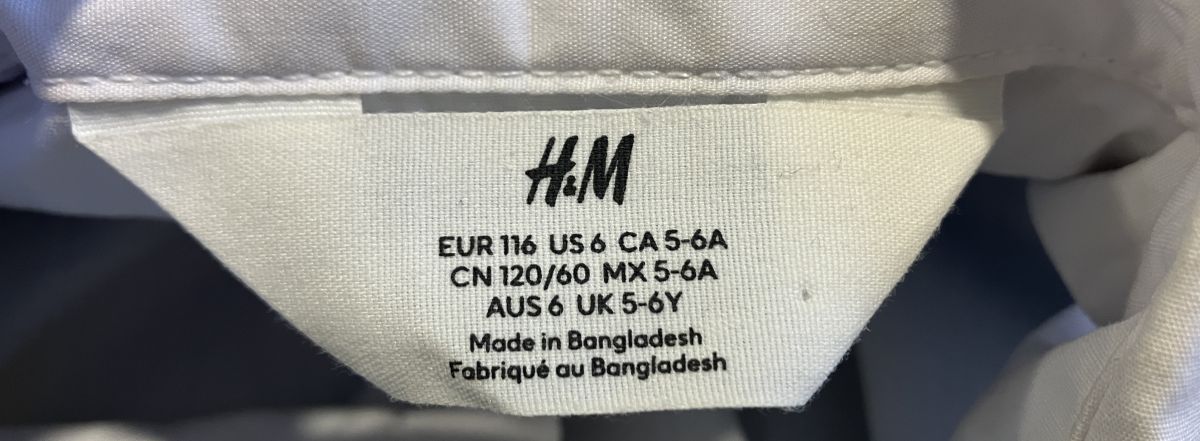 H&M
EUR 116 US 6 CA 5-6A
CN 120/60 MX 5-6A
AUS 6 UK 5-6Y
Made in Bangladesh
Fabriqué au Bangladesh